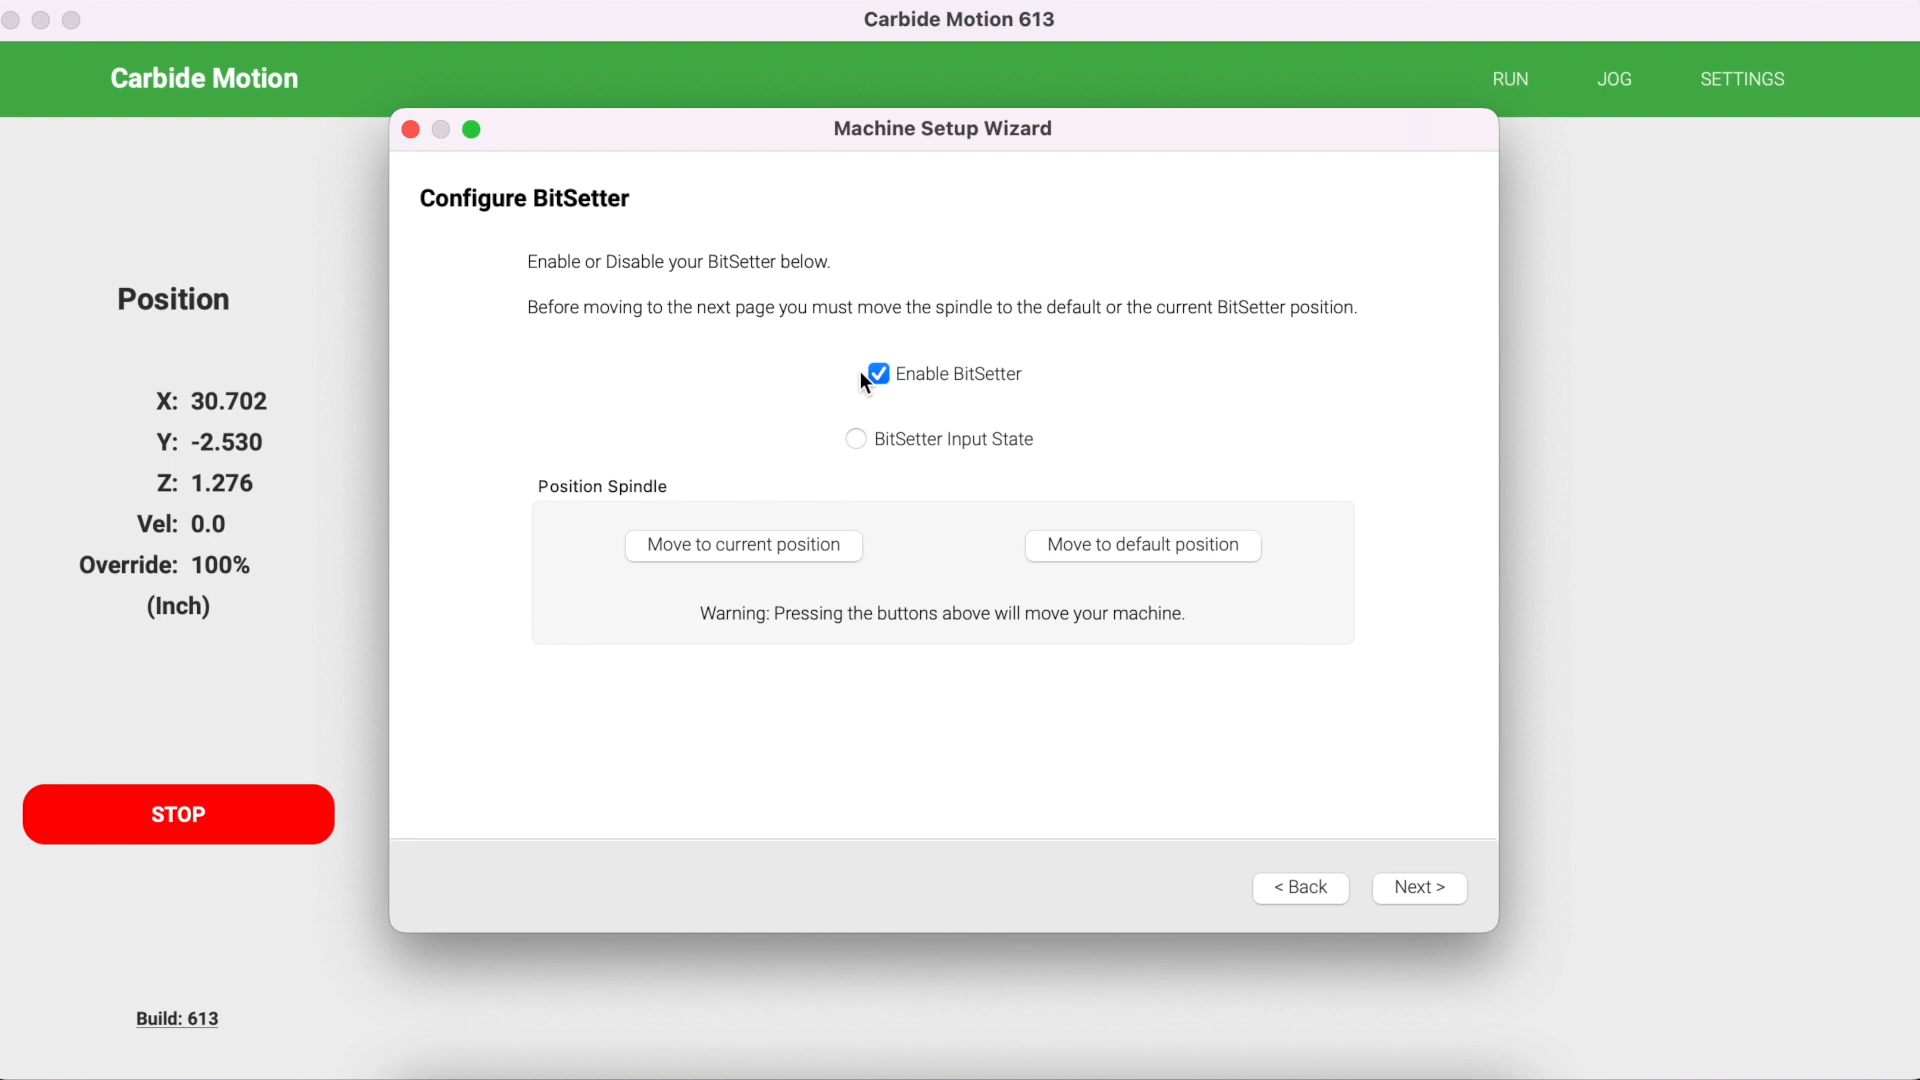 Carbide Motion 613
Carbide Motion
RUN
JOG
SETTINGS
Machine Setup Wizard
Configure BitSetter
Enable or Disable your BitSetter below.
Before moving to the next page you must move the spindle to the default or the current BitSetter position.
Enable BitSetter
BitSetter Input State
Position Spindle
Move to current position
Move to default position
Warning: Pressing the buttons above will move your machine.
< Back
Next >
Position
X: 30.702
Y: -2.530
Z: 1.276
Vel: 0.0
Override: 100%
(Inch)
STOP
Build: 613